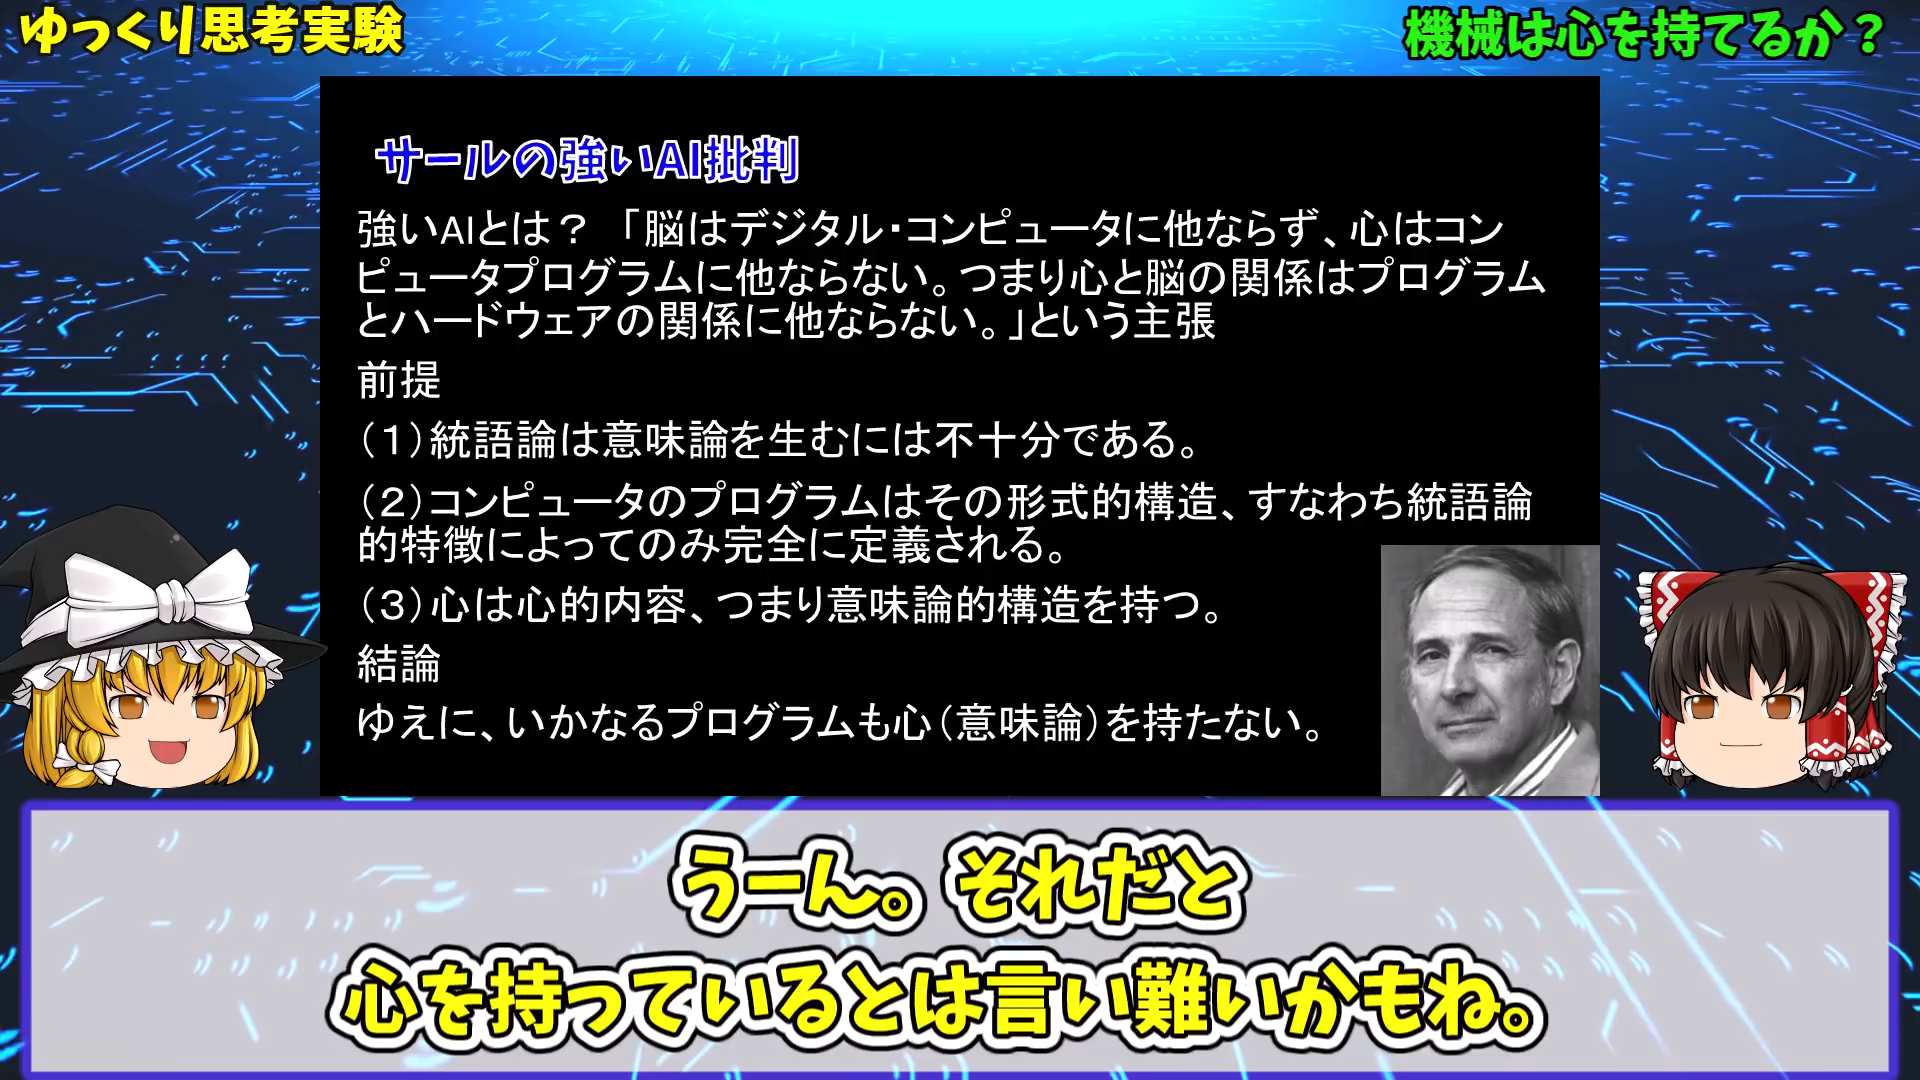 ゆっくり思考実験
機械は心を持てるか？
サールの強いAI批判
強いAIとは？　「脳はデジタル・コンピュータに他ならず、心はコン
ピュータプログラムに他ならない。つまり心と脳の関係はプログラム
とハードウェアの関係に他ならない。」という主張
前提
（１）統語論は意味論を生むには不十分である。
（２）コンピュータのプログラムはその形式的構造、すなわち統語論
的特徴によってのみ完全に定義される。
（３）心は心的内容、つまり意味論的構造を持つ。
結論
ゆえに、いかなるプログラムも心（意味論）を持たない。
うーん。それだと
心を持っているとは言い難いかもね。